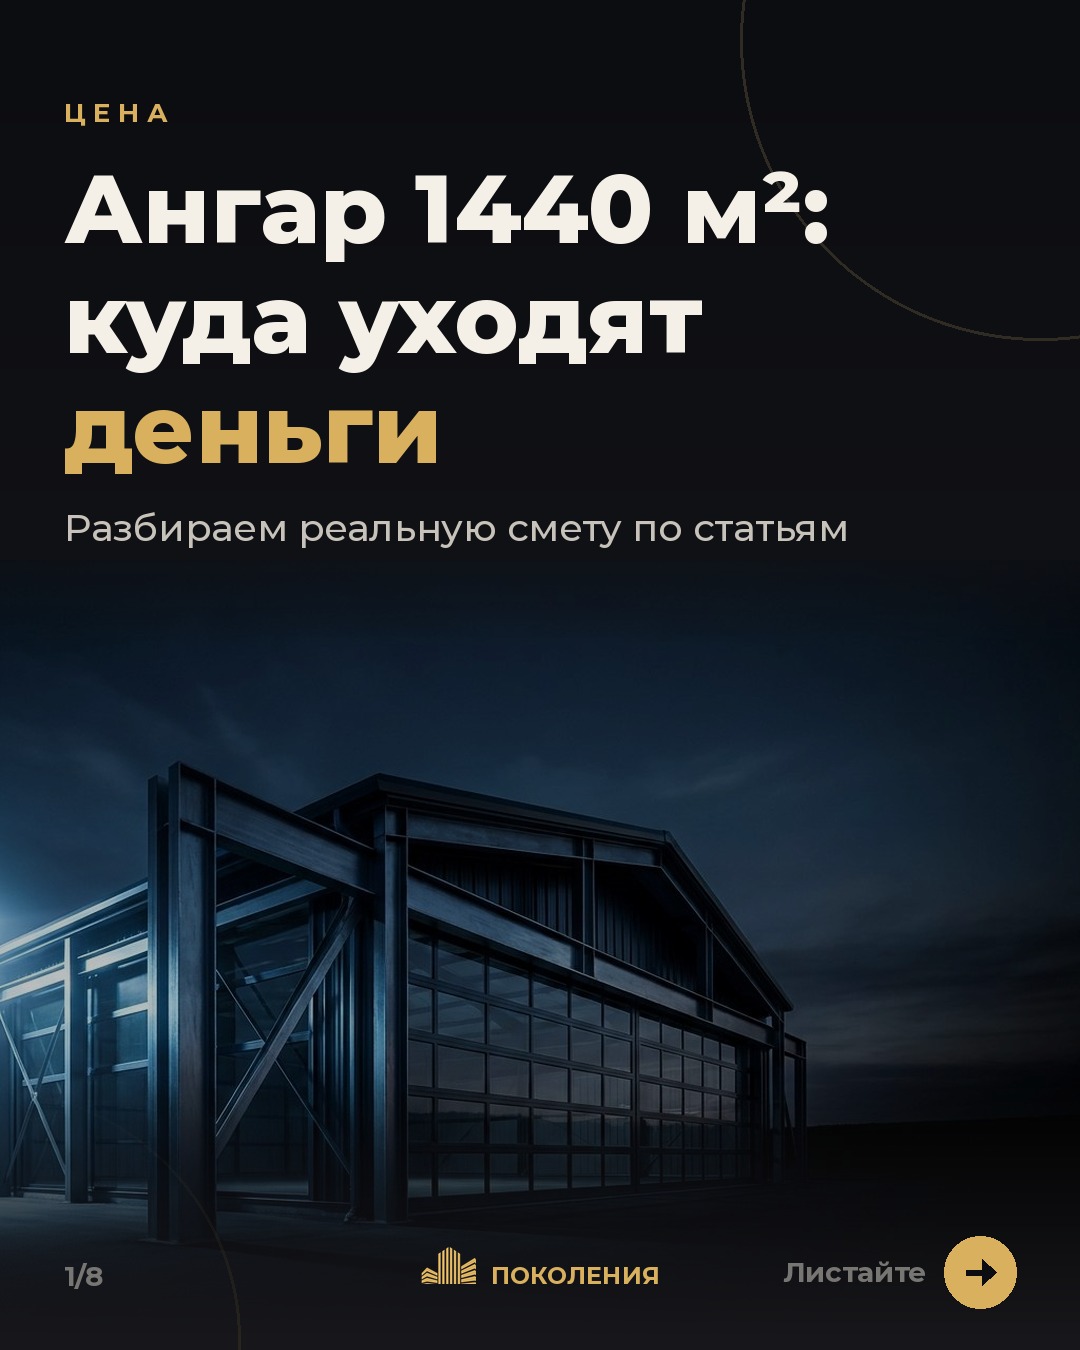 ЦЕНА
Ангар 1440 м²:
куда уходят
деньги
Разбираем реальную смету по статьям
1/8
ПОКОЛЕНИЯ
Листайте